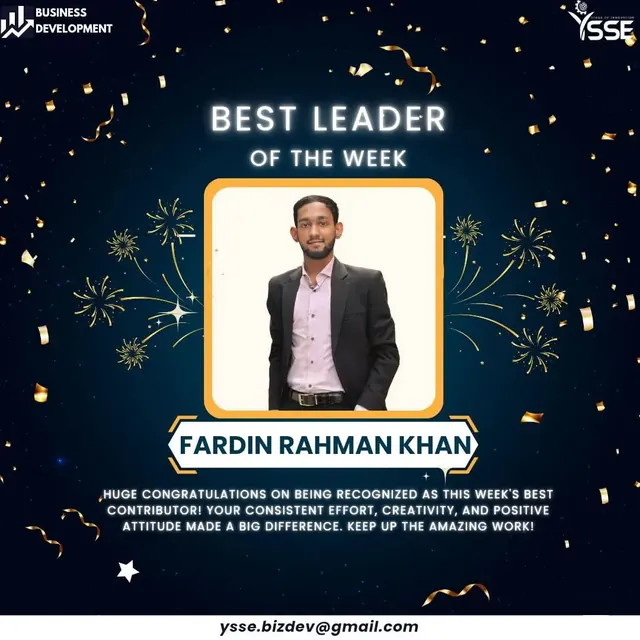 BUSINESS
DEVELOPMENT
YSSE
BEST LEADER
OF THE WEEK
FARDIN RAHMAN KHAN
HUGE CONGRATULATIONS ON BEING RECOGNIZED AS THIS WEEK'S BEST
CONTRIBUTOR! YOUR CONSISTENT EFFORT, CREATIVITY, AND POSITIVE
ATTITUDE MADE A BIG DIFFERENCE. KEEP UP THE AMAZING WORK!
ysse.bizdev@gmail.com